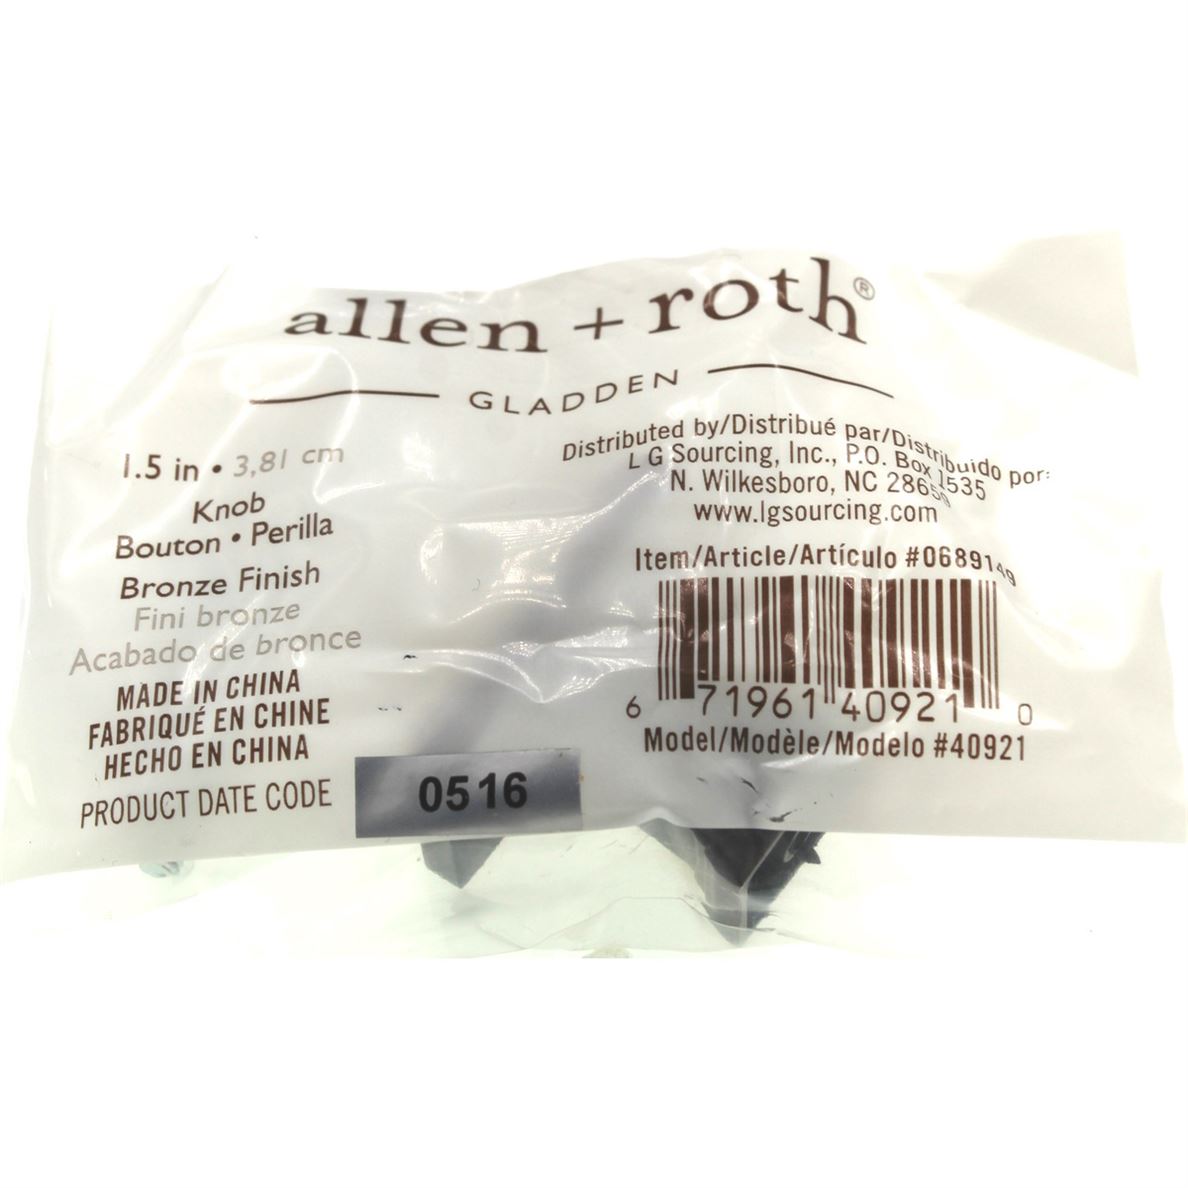 allen + roth®
GLADDEN
1.5 in • 3,81 cm
Knob
Bouton • Perilla
Bronze Finish
Fini bronze
Acabado de bronce
MADE IN CHINA
FABRIQUÉ EN CHINE
HECHO EN CHINA
PRODUCT DATE CODE 0516
Distributed by/Distribué par/Distribuido por:
L G Sourcing, Inc., P.O. Box 1535
N. Wilkesboro, NC 28659
www.lgsourcing.com
Item/Article/Artículo #0689149
6 71961 40921 0
Model/Modèle/Modelo #40921